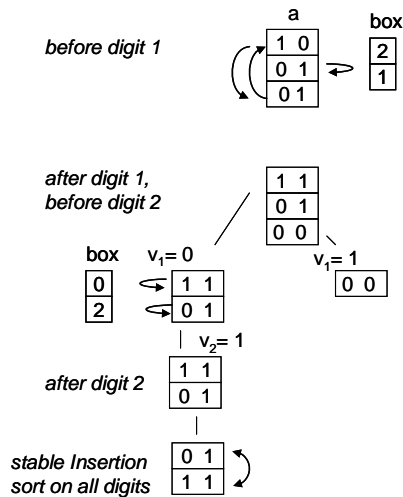 a
box
before digit 1
1 0
2
0 1
1
0 1
after digit 1,
before digit 2
1 1
0 1
0 0
box
v1= 0
v1= 1
0
1 1
0 0
2
0 1
v2= 1
after digit 2
1 1
0 1
stable Insertion
sort on all digits
0 1
1 1